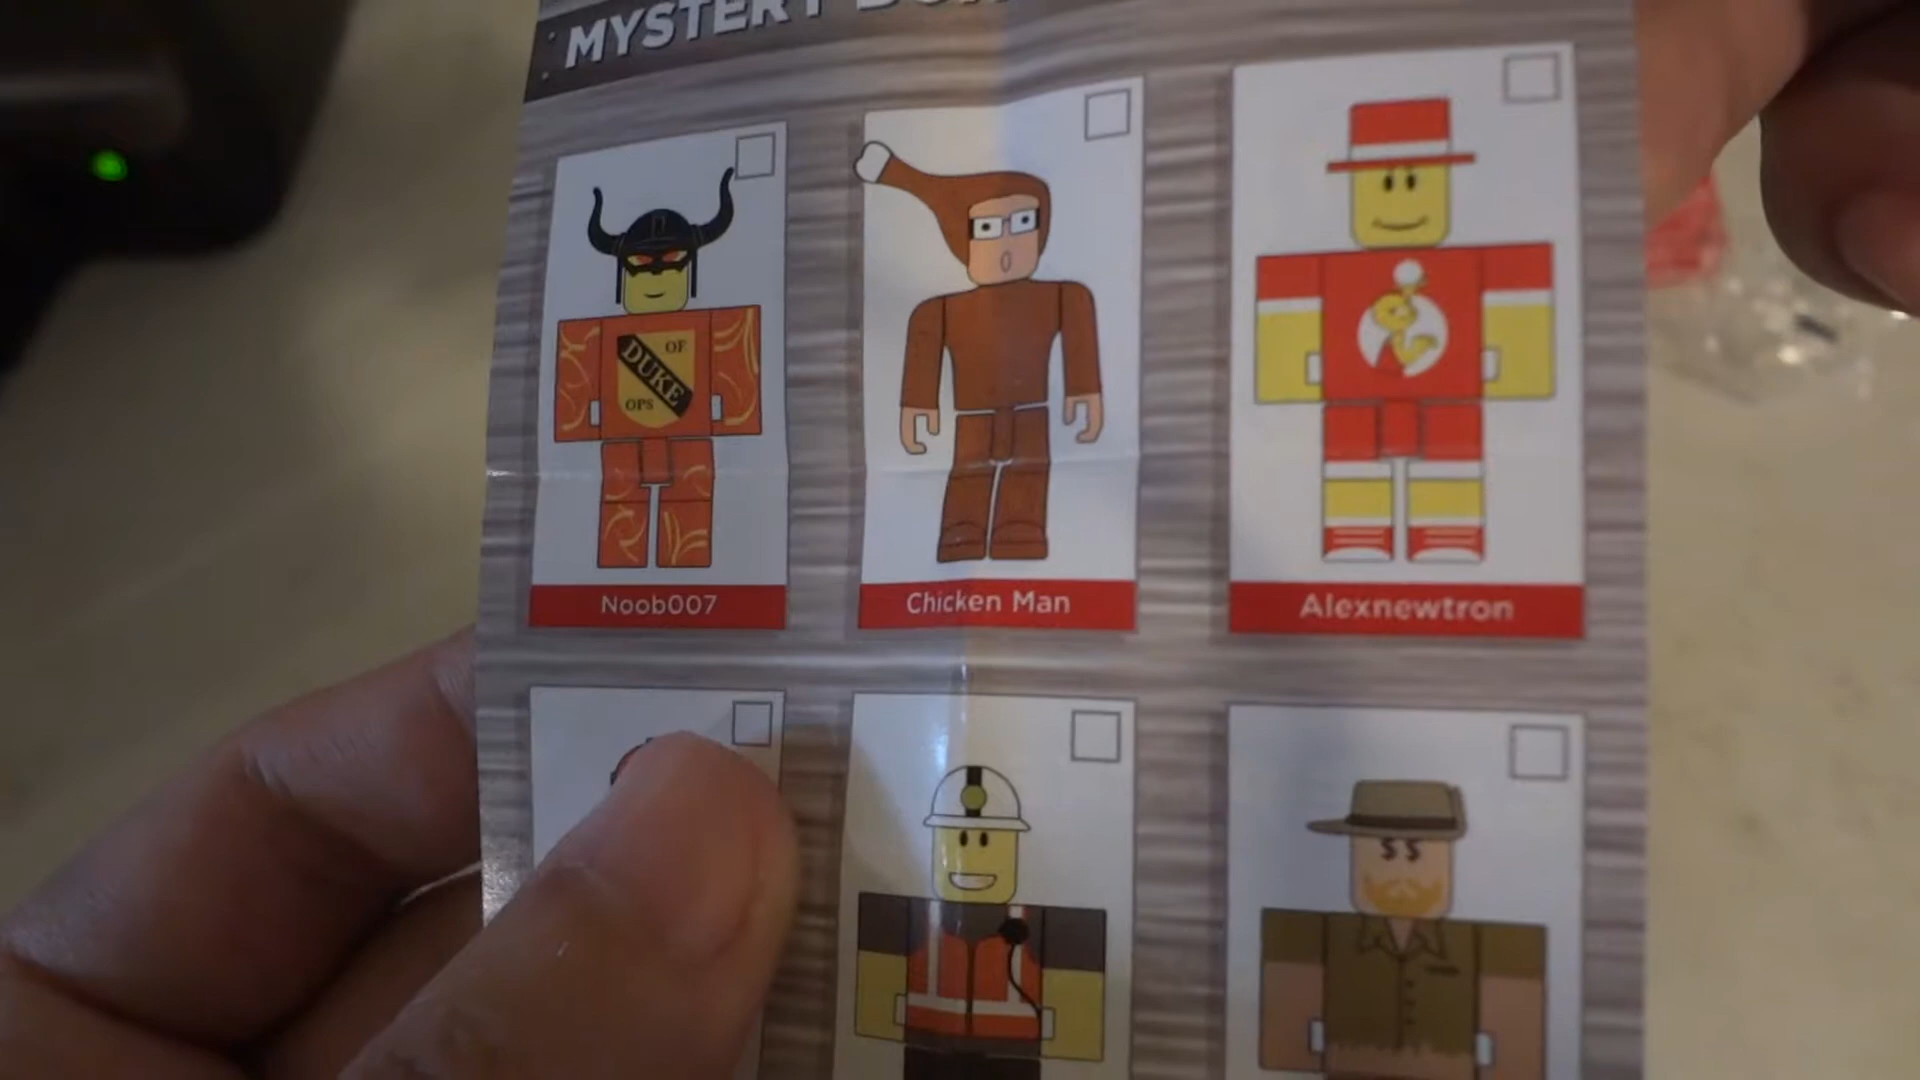 MYSTERY
OF
DUKE
OPS
Noob007
Chicken Man
Alexnewtron
$ $